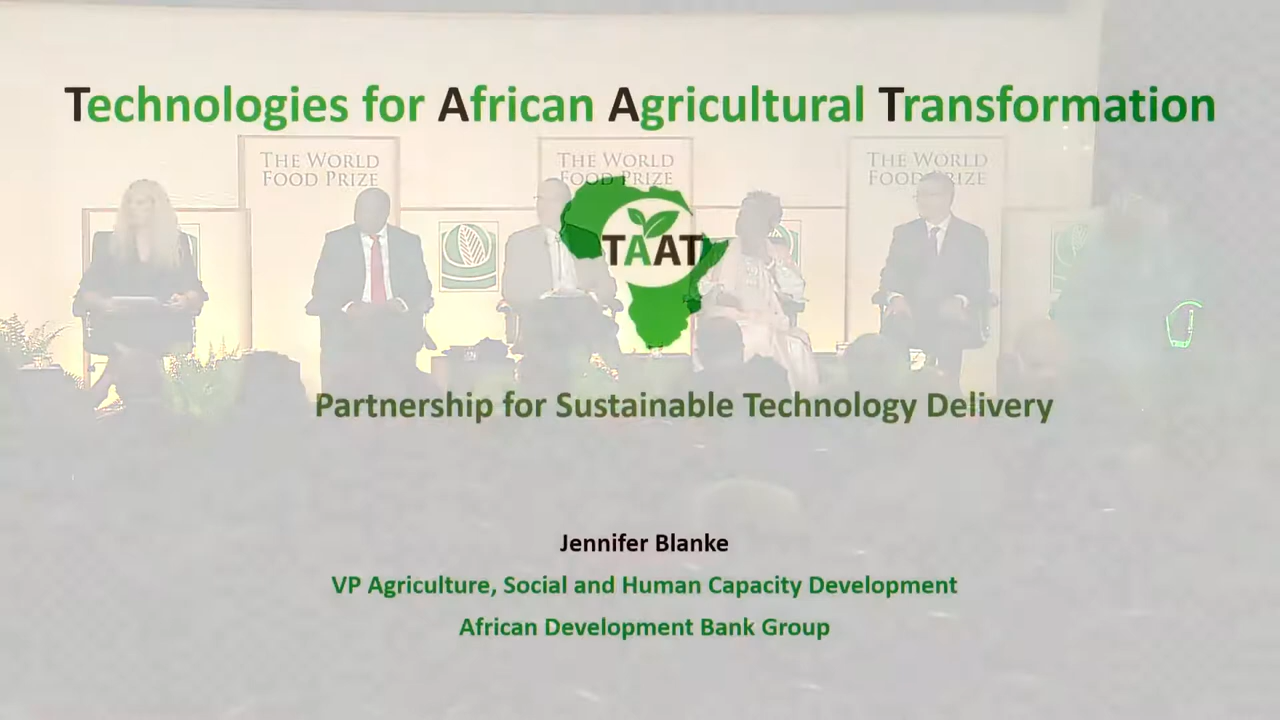 Technologies for African Agricultural Transformation
THE WORLD
FOOD PRIZE
THE WORLD
FOOD PRIZE
THE WORLD
FOOD PRIZE
TAAT
Partnership for Sustainable Technology Delivery
Jennifer Blanke
VP Agriculture, Social and Human Capacity Development
African Development Bank Group